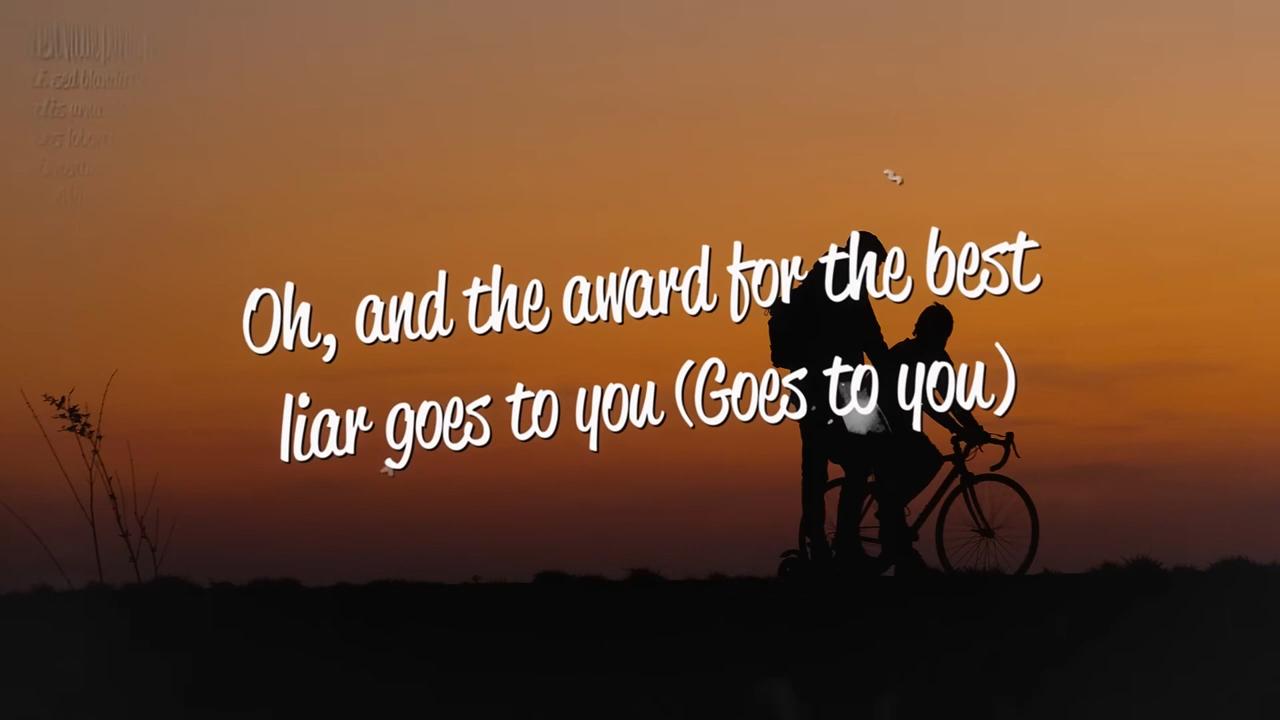 Oh, and the award for the best
liar goes to you (Goes to you)